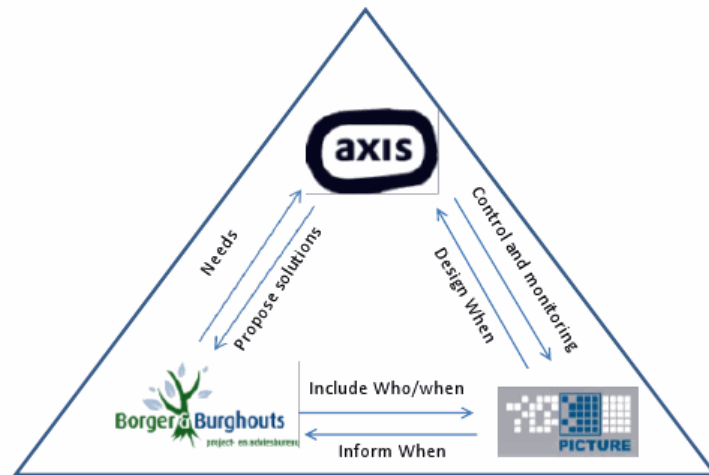 axis
Needs
Propose solutions
Design When
Control and monitoring
Borger & Burghouts
project- en adviesbureau
Include Who/when
Inform When
PICTURE